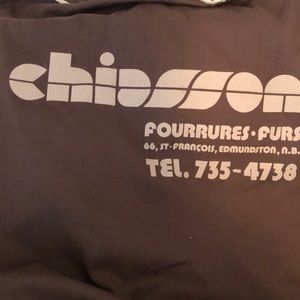 chiasson
FOURRURES·FURS
66, ST-FRANÇOIS, EDMUNDSTON, N.B.
TEL. 735-4738